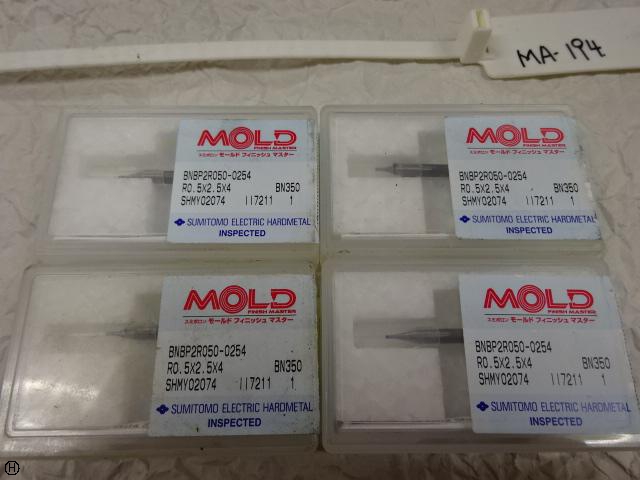 MA-194
MOLD
FINISH MASTER
スミボロン モールド フィニッシュ マスター
BNBP2R050-0254
R0.5X2.5X4 BN350
SHMY02074 117211 1
SUMITOMO ELECTRIC HARDMETAL
INSPECTED
MOLD
FINISH MASTER
スミボロン モールド フィニッシュ マスター
BNBP2R050-0254
R0.5X2.5X4 BN350
SHMY02074 117211 1
SUMITOMO ELECTRIC HARDMETAL
INSPECTED
MOLD
FINISH MASTER
スミボロン モールド フィニッシュ マスター
BNBP2R050-0254
R0.5X2.5X4 BN350
SHMY02074 117211 1
SUMITOMO ELECTRIC HARDMETAL
INSPECTED
MOLD
FINISH MASTER
スミボロン モールド フィニッシュ マスター
BNBP2R050-0254
R0.5X2.5X4 BN350
SHMY02074 117211 1
SUMITOMO ELECTRIC HARDMETAL
INSPECTED
H